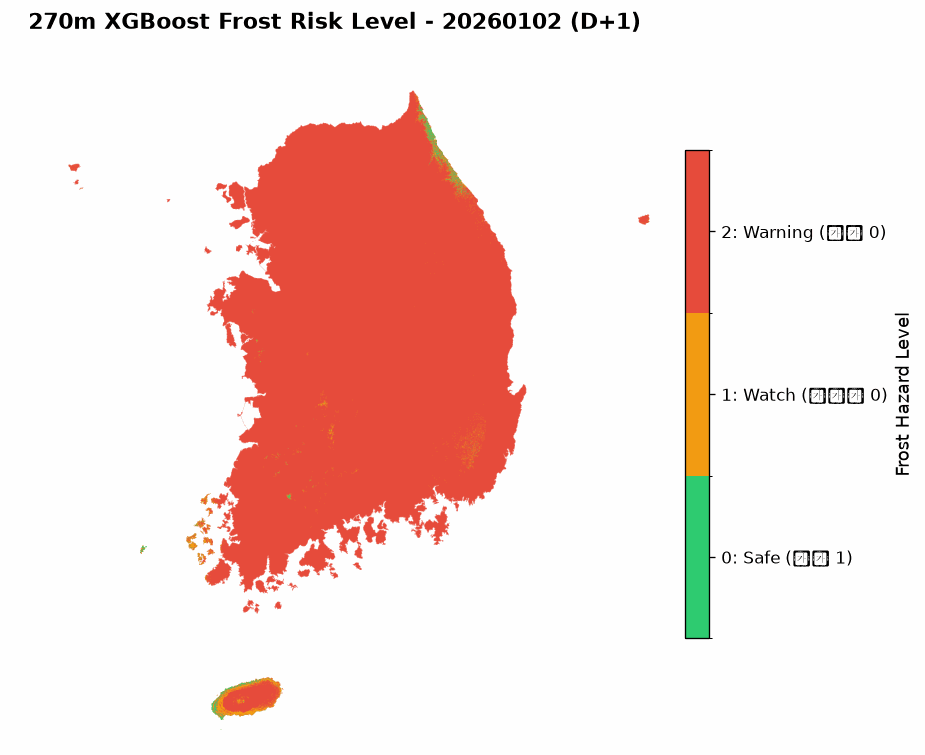 270m XGBoost Frost Risk Level - 20260102 (D+1)
2: Warning (▯▯ 0)
1: Watch (▯▯▯ 0)
0: Safe (▯▯ 1)
Frost Hazard Level